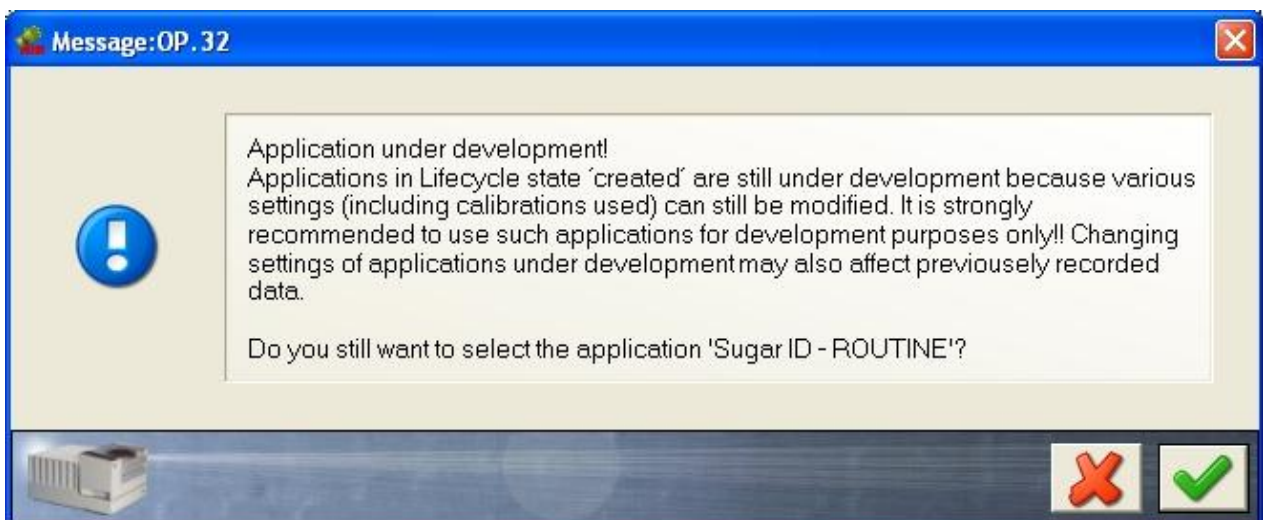 Message:OP.32
Application under development!
Applications in Lifecycle state ´created´ are still under development because various
settings (including calibrations used) can still be modified. It is strongly
recommended to use such applications for development purposes only!! Changing
settings of applications under development may also affect previousely recorded
data.
Do you still want to select the application 'Sugar ID - ROUTINE'?